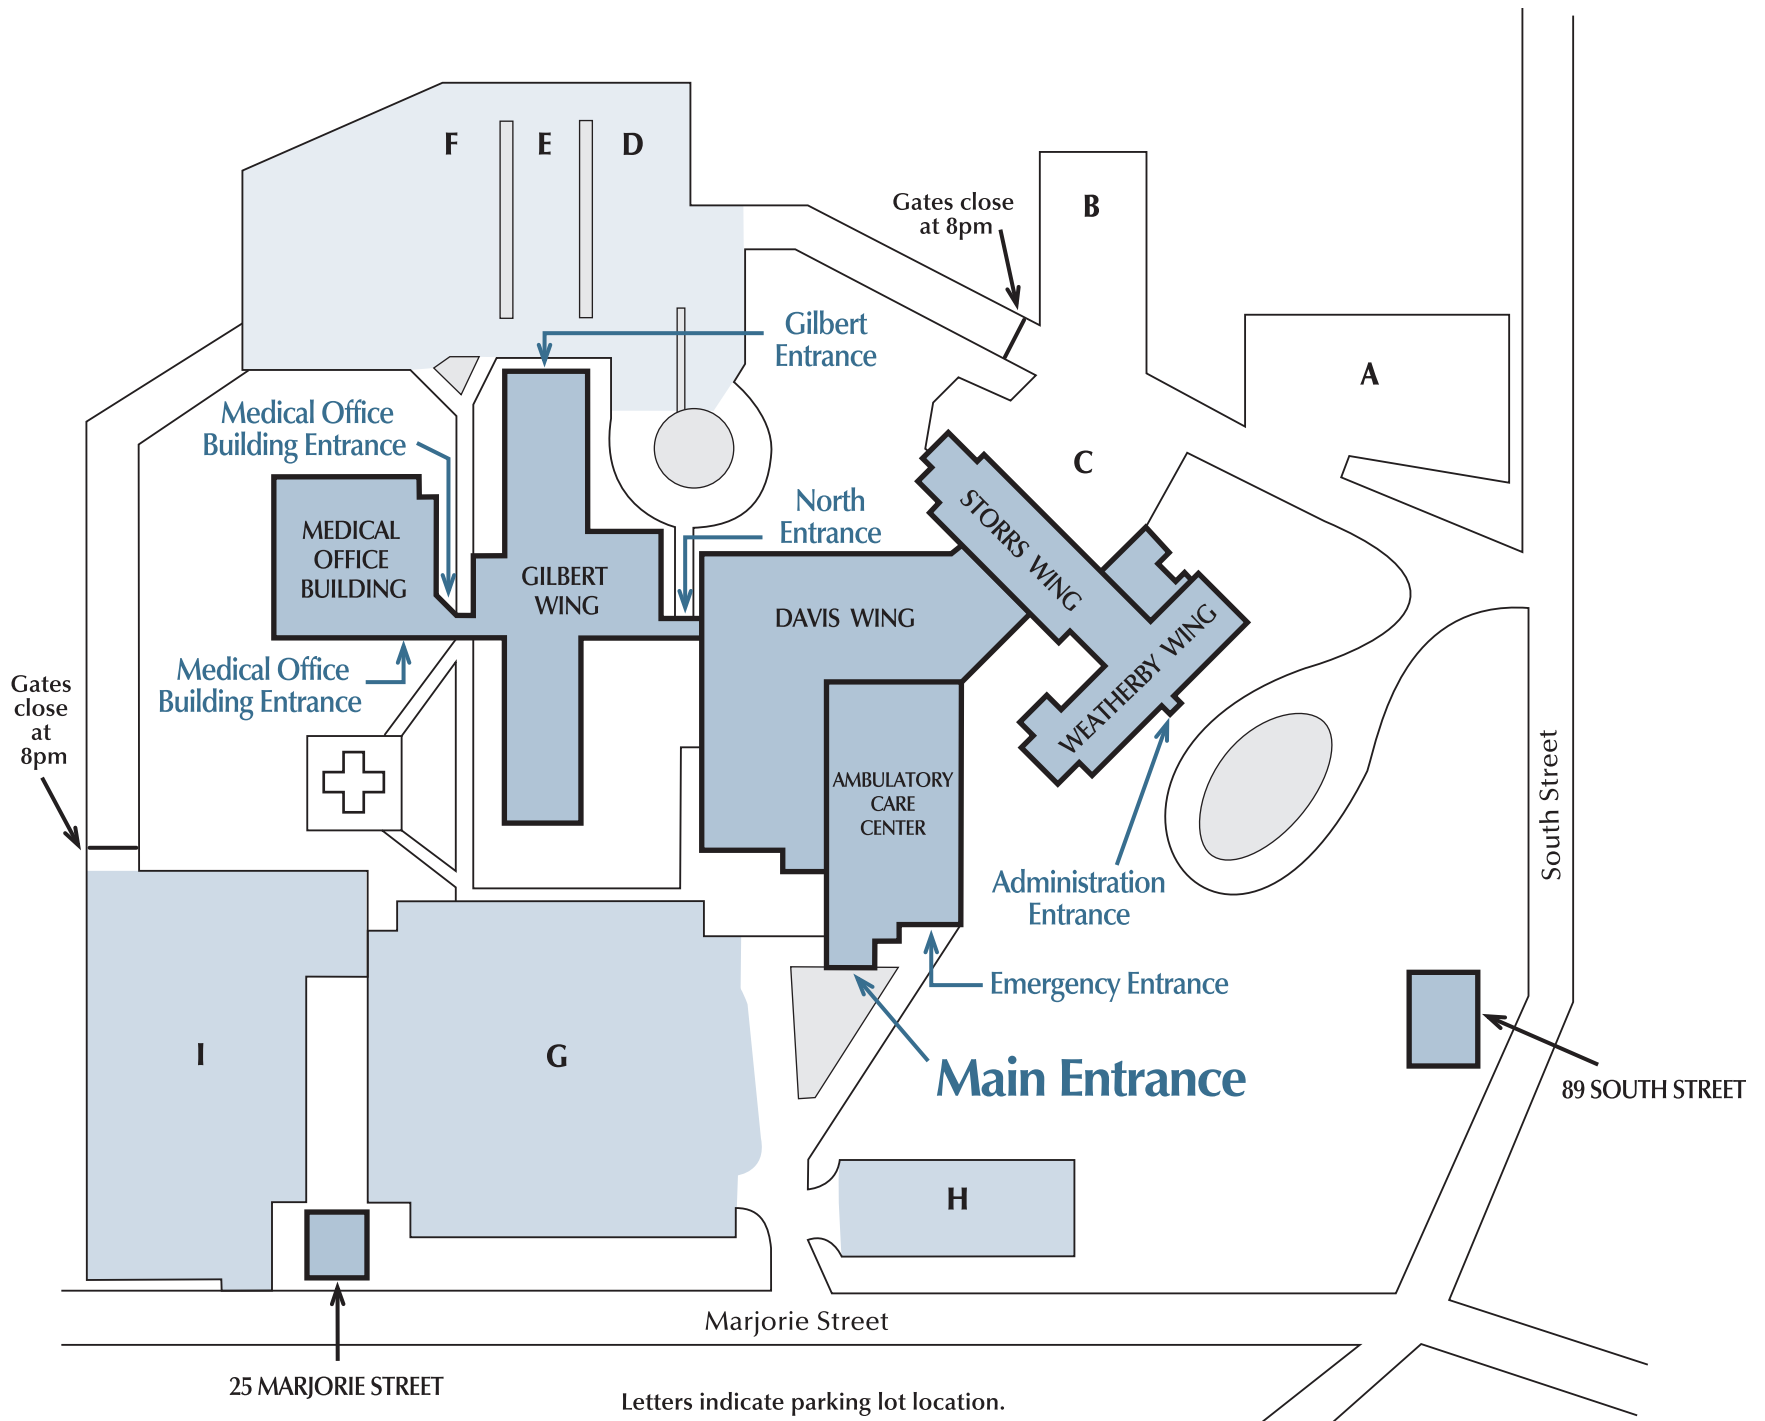 F
E
D
B
Gates close
at 8pm
A
Gilbert
Entrance
Medical Office
Building Entrance
C
North
Entrance
STORRS WING
MEDICAL
OFFICE
BUILDING
GILBERT
WING
DAVIS WING
WEATHERBY WING
Medical Office
Building Entrance
Gates
close
at
8pm
AMBULATORY
CARE
CENTER
South Street
Administration
Entrance
Emergency Entrance
Main Entrance
89 SOUTH STREET
I
G
H
Marjorie Street
25 MARJORIE STREET
Letters indicate parking lot location.